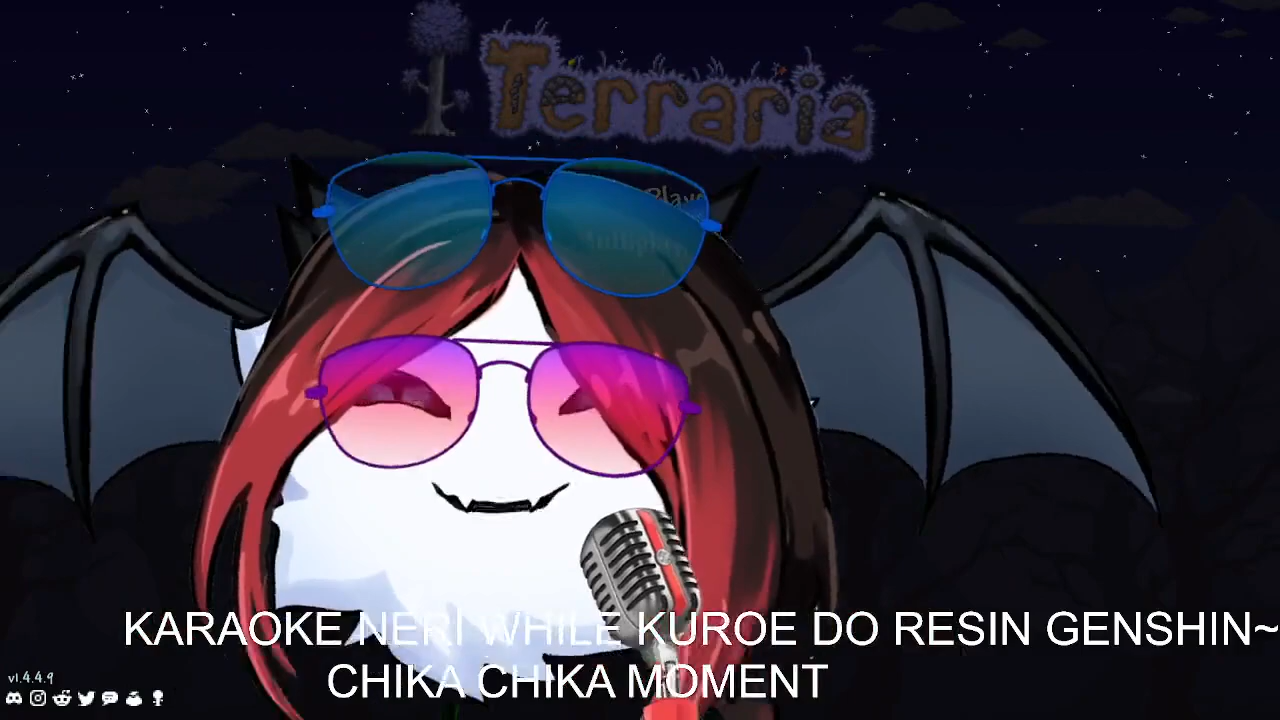 Terraria
KARAOKE NERI WHILE KUROE DO RESIN GENSHIN~
CHIKA CHIKA MOMENT
v1.4.4.9